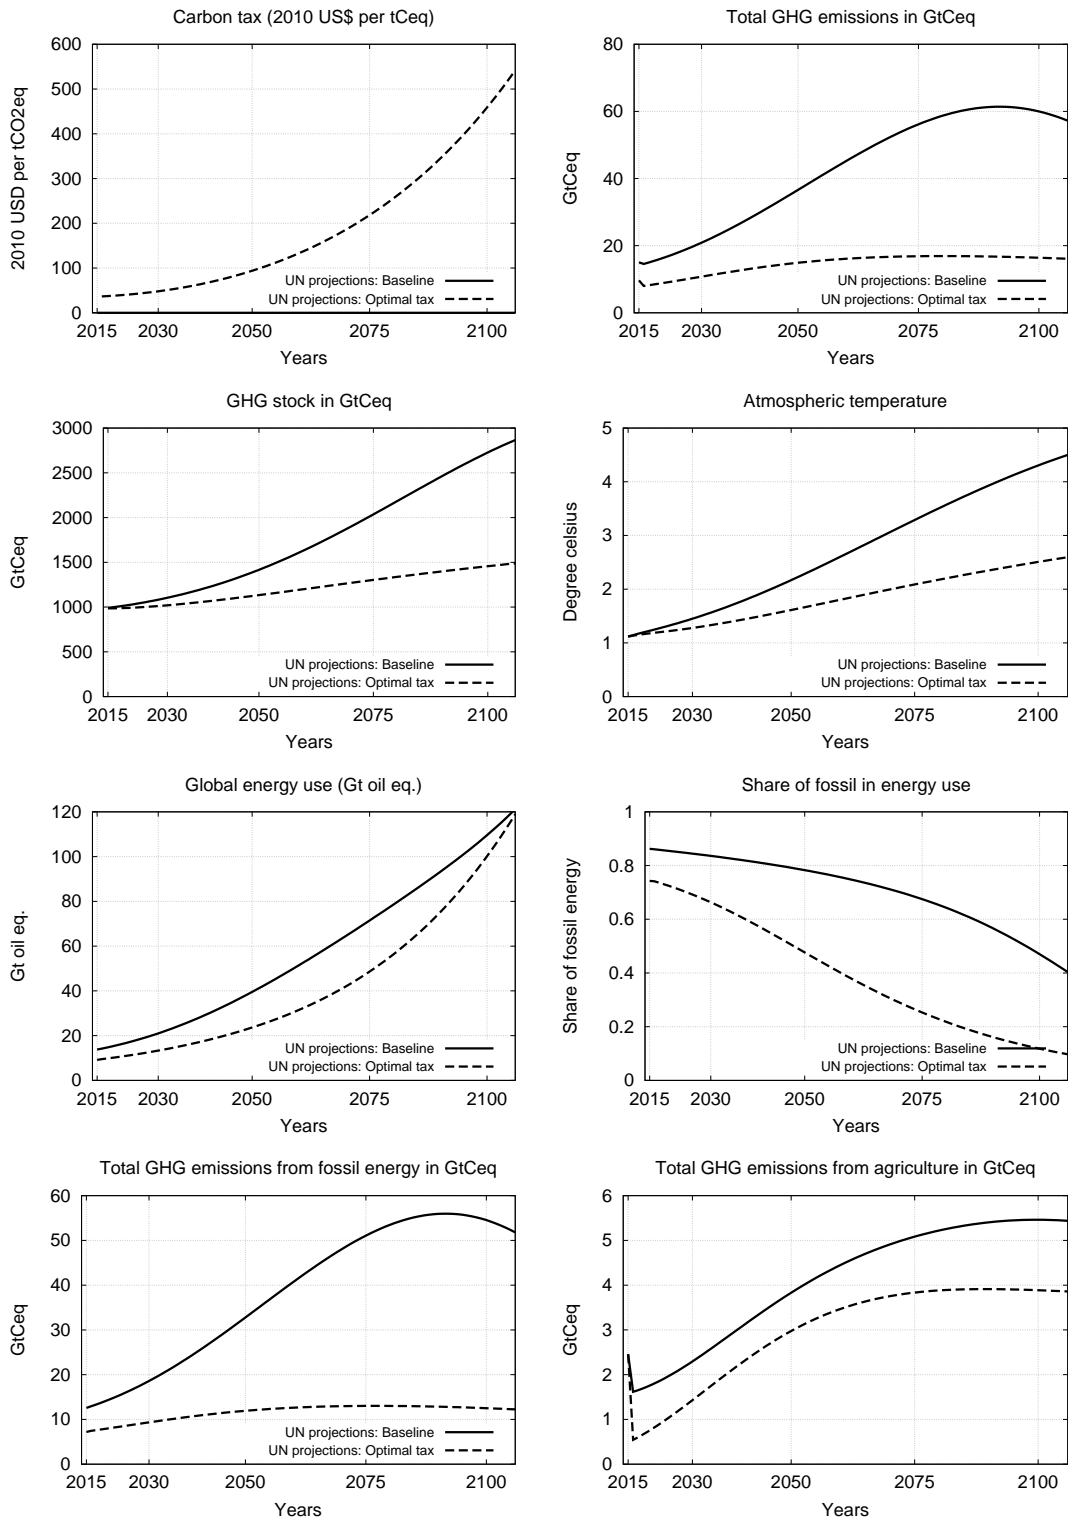 Carbon tax (2010 US$ per tCeq)
600
500
400
300
200
100
0
2010 USD per tCO2eq
UN projections: Baseline
UN projections: Optimal tax
2015 2030 2050 2075 2100
Years
Total GHG emissions in GtCeq
80
60
40
20
0
GtCeq
UN projections: Baseline
UN projections: Optimal tax
2015 2030 2050 2075 2100
Years
GHG stock in GtCeq
3000
2500
2000
1500
1000
500
0
GtCeq
UN projections: Baseline
UN projections: Optimal tax
2015 2030 2050 2075 2100
Years
Atmospheric temperature
5
4
3
2
1
0
Degree celsius
UN projections: Baseline
UN projections: Optimal tax
2015 2030 2050 2075 2100
Years
Global energy use (Gt oil eq.)
120
100
80
60
40
20
0
Gt oil eq.
UN projections: Baseline
UN projections: Optimal tax
2015 2030 2050 2075 2100
Years
Share of fossil in energy use
1
0.8
0.6
0.4
0.2
0
Share of fossil energy
UN projections: Baseline
UN projections: Optimal tax
2015 2030 2050 2075 2100
Years
Total GHG emissions from fossil energy in GtCeq
60
50
40
30
20
10
0
GtCeq
UN projections: Baseline
UN projections: Optimal tax
2015 2030 2050 2075 2100
Years
Total GHG emissions from agriculture in GtCeq
6
5
4
3
2
1
0
GtCeq
UN projections: Baseline
UN projections: Optimal tax
2015 2030 2050 2075 2100
Years